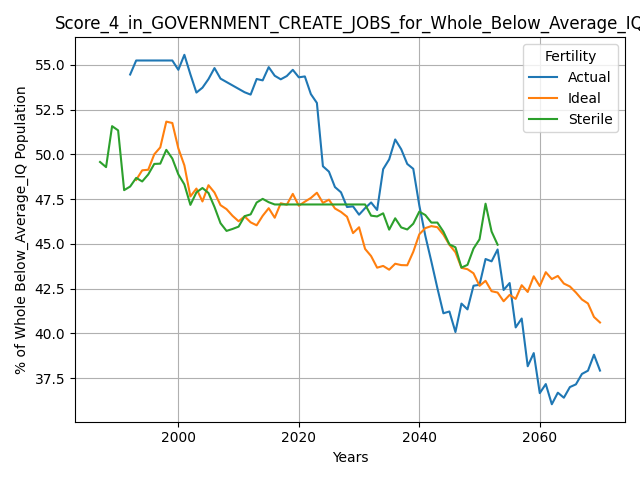 Score_4_in_GOVERNMENT_CREATE_JOBS_for_Whole_Below_Average_IQ
% of Whole Below_Average_IQ Population
55.0
52.5
50.0
47.5
45.0
42.5
40.0
37.5
Fertility
Actual
Ideal
Sterile
2000
2020
2040
2060
Years